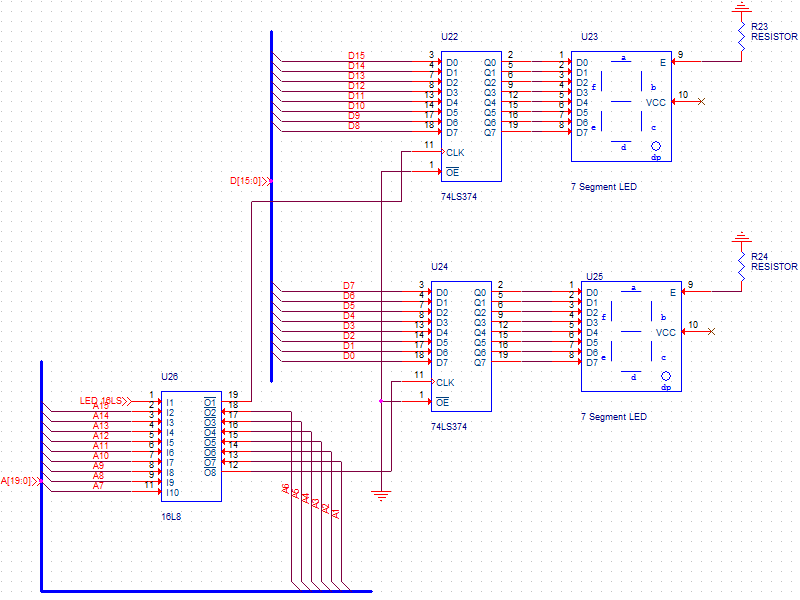 R23
RESISTOR
U22
U23
D15 3 D0 Q0 2 1 D0 a E 9
D14 4 D1 Q1 5 2 D1
D13 7 D2 Q2 6 3 D2
D12 8 D3 Q3 9 4 D3 f b
D11 13 D4 Q4 12 5 D4 VCC 10
D10 14 D5 Q5 15 6 D5
D9 17 D6 Q6 16 7 D6 e c
D8 18 D7 Q7 19 8 D7
d
dp
11 CLK
1 OE
D[15:0]
74LS374
7 Segment LED
R24
RESISTOR
U24
U25
D7 3 D0 Q0 2 1 D0 a E 9
D6 4 D1 Q1 5 2 D1
D5 7 D2 Q2 6 3 D2
D4 8 D3 Q3 9 4 D3 f b
D3 13 D4 Q4 12 5 D4 VCC 10
D2 14 D5 Q5 15 6 D5
D1 17 D6 Q6 16 7 D6 e c
D0 18 D7 Q7 19 8 D7
d
dp
11 CLK
1 OE
74LS374
7 Segment LED
U26
LED_16LS 1 I1 O1 19
A15 2 I2 O2 18
A14 3 I3 O3 17
A13 4 I4 O4 16
A12 5 I5 O5 15
A11 6 I6 O6 14
A10 7 I7 O7 13
A9 8 I8 O8 12
A8 9 I9
A7 11 I10
A[19:0]
A6
A5
A4
A3
A2
A1
16L8